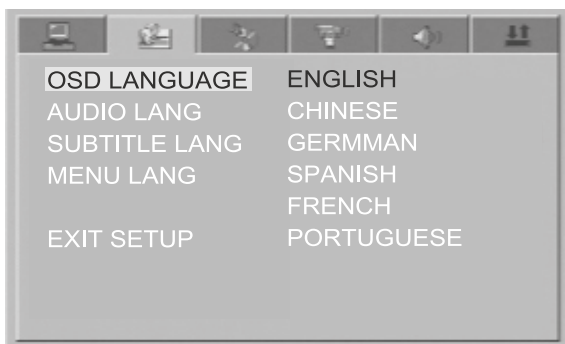 OSD LANGUAGE ENGLISH
AUDIO LANG CHINESE
SUBTITLE LANG GERMMAN
MENU LANG SPANISH
FRENCH
EXIT SETUP PORTUGUESE